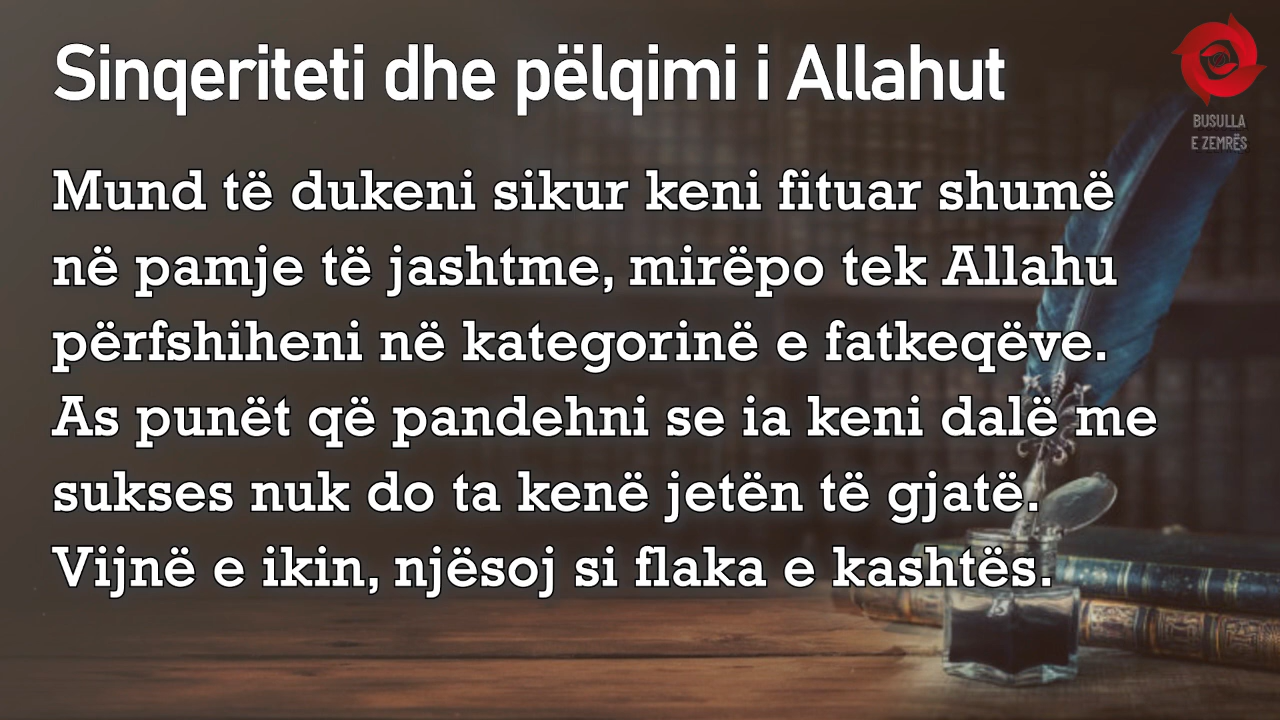 Sinqeriteti dhe pëlqimi i Allahut
BUSULLA
E ZEMRËS
Mund të dukeni sikur keni fituar shumë
në pamje të jashtme, mirëpo tek Allahu
përfshiheni në kategorinë e fatkeqëve.
As punët që pandehni se ia keni dalë me
sukses nuk do ta kenë jetën të gjatë.
Vijnë e ikin, njësoj si flaka e kashtës.